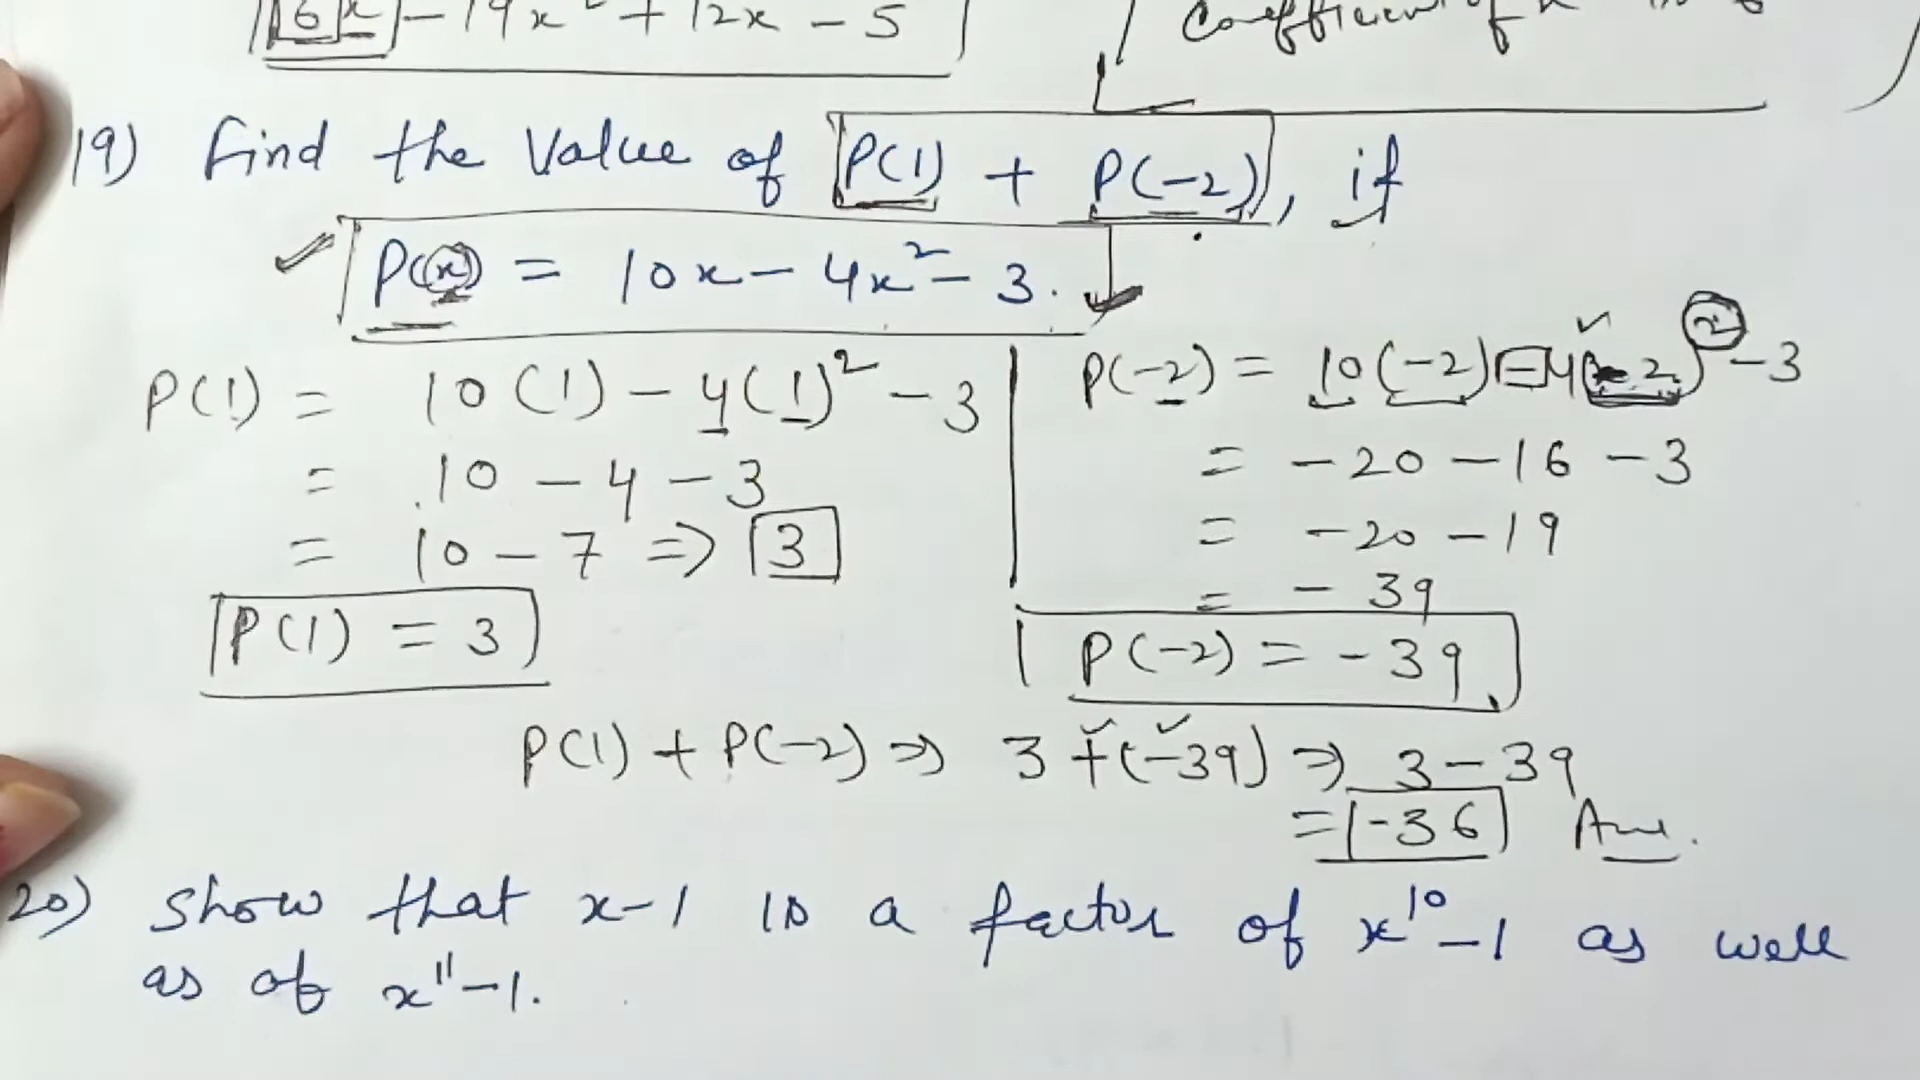 6x - 19x² + 12x - 5
Coefficient of x
19) Find the value of P(1) + P(-2), if
P(x) = 10x - 4x² - 3.
P(1) = 10(1) - 4(1)² - 3
= 10 - 4 - 3
= 10 - 7 ⇒ 3
P(1) = 3
P(-2) = 10(-2) - 4(-2)² - 3
= -20 - 16 - 3
= -20 - 19
= - 39
P(-2) = -39
P(1) + P(-2) ⇒ 3 + (-39) ⇒ 3 - 39
= -36 Ans.
20) Show that x-1 is a factor of x¹⁰-1 as well
as of x¹¹-1.